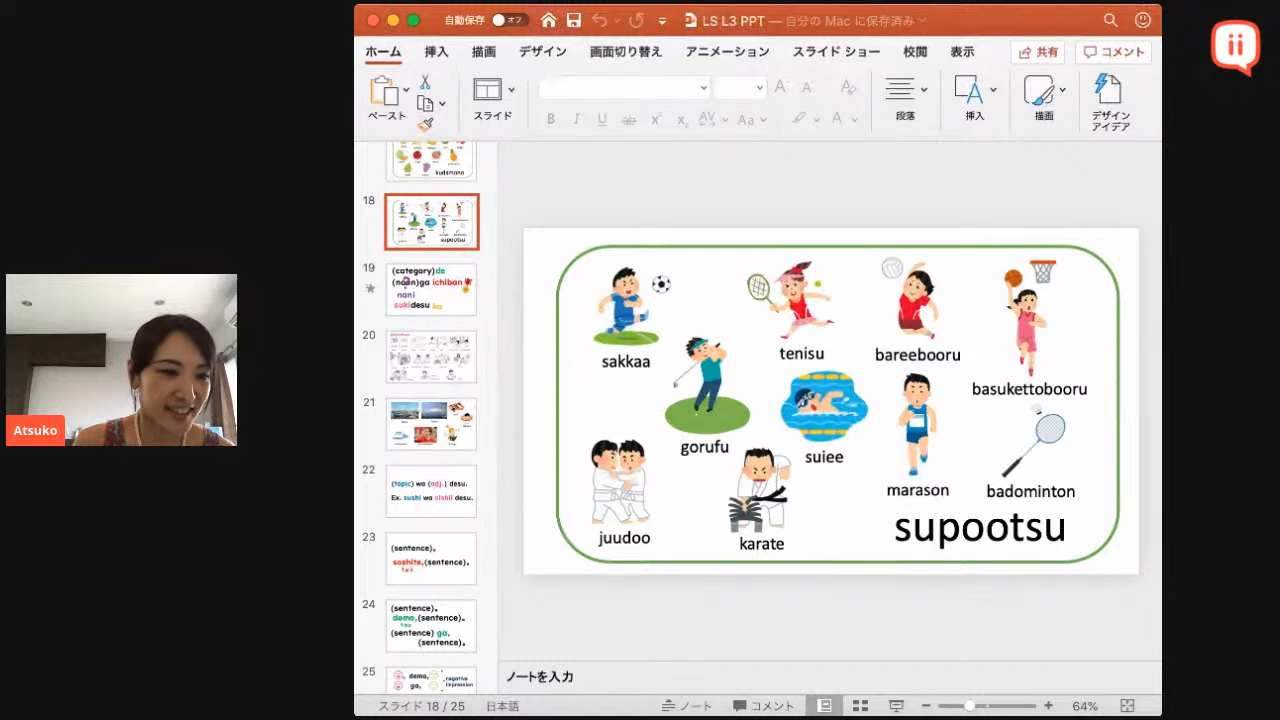 自動保存 オフ LS L3 PPT — 自分の Mac に保存済み
ホーム 挿入 描画 デザイン 画面切り替え アニメーション スライド ショー 校閲 表示 共有 コメント
ペースト スライド 段落 挿入 描画 デザイン アイデア
kudamono
18
supootsu
19
(category)de
ga ichiban
nani
sukidesu ka
20
21
22
(topic) wa (adj.) desu.
Ex. sushi wa oishii desu.
23
(sentence)。
soshite,(sentence)。
24
(sentence)。
demo,(sentence)。
(sentence) ga,
(sentence)。
25
demo,
ga,
negative
impression
sakkaa
tenisu
bareebooru
basukettobooru
gorufu
suiee
marason
badominton
juudoo
karate
supootsu
Atsuko
ノートを入力
スライド 18 / 25 日本語 ノート コメント 64%